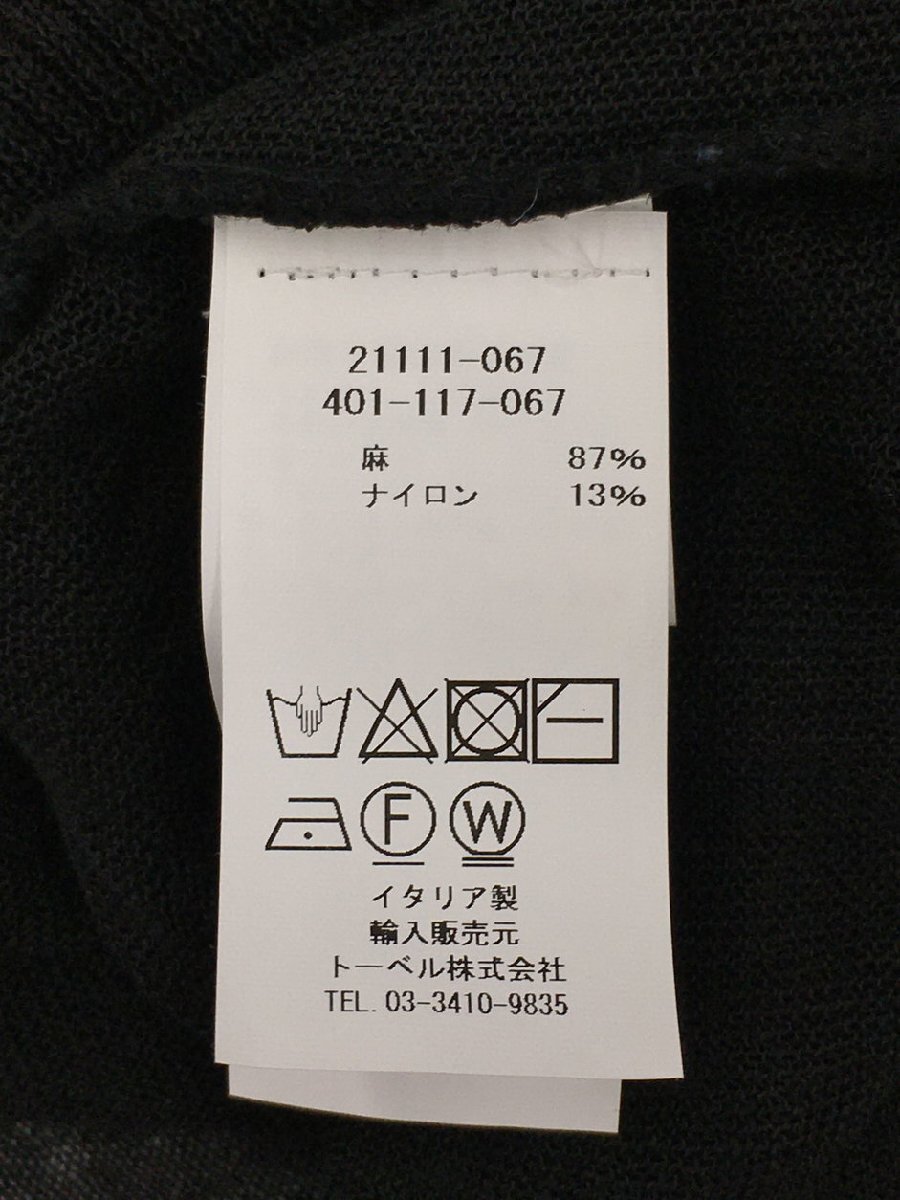 21111-067
401-117-067
麻 87%
ナイロン 13%
F W
イタリア製
輸入販売元
トーベル株式会社
TEL. 03-3410-9835